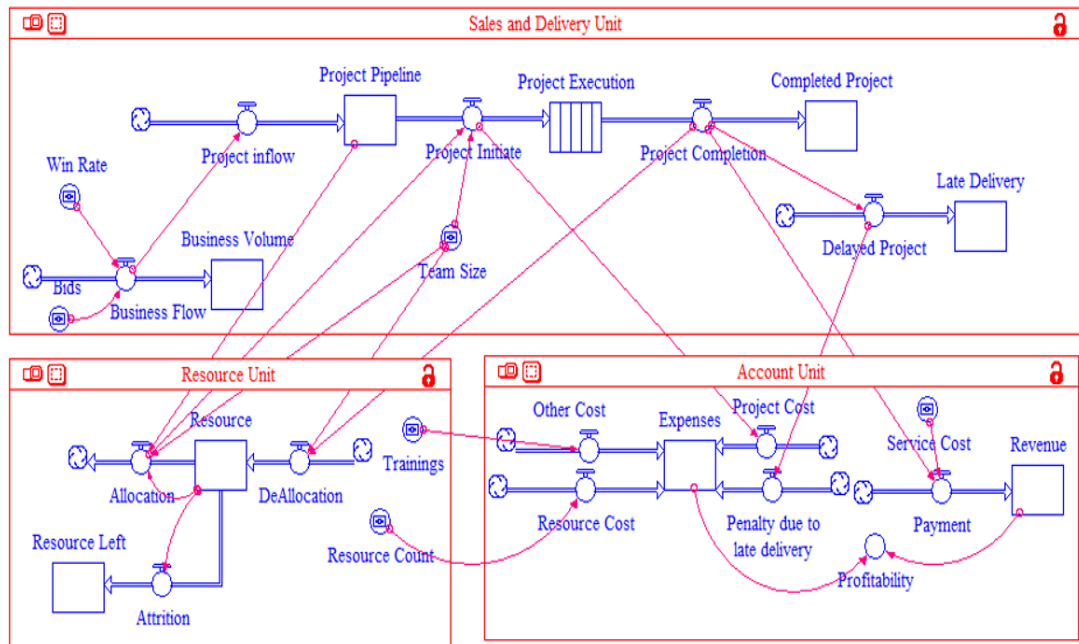 Sales and Delivery Unit
Project Pipeline
Project Execution
Completed Project
Project inflow
Project Initiate
Project Completion
Win Rate
Late Delivery
Business Volume
Team Size
Delayed Project
Bids
Business Flow
Resource Unit
Account Unit
Resource
Other Cost
Expenses
Project Cost
Service Cost
Revenue
Trainings
Allocation
DeAllocation
Resource Cost
Penalty due to
late delivery
Payment
Resource Left
Resource Count
Profitability
Attrition